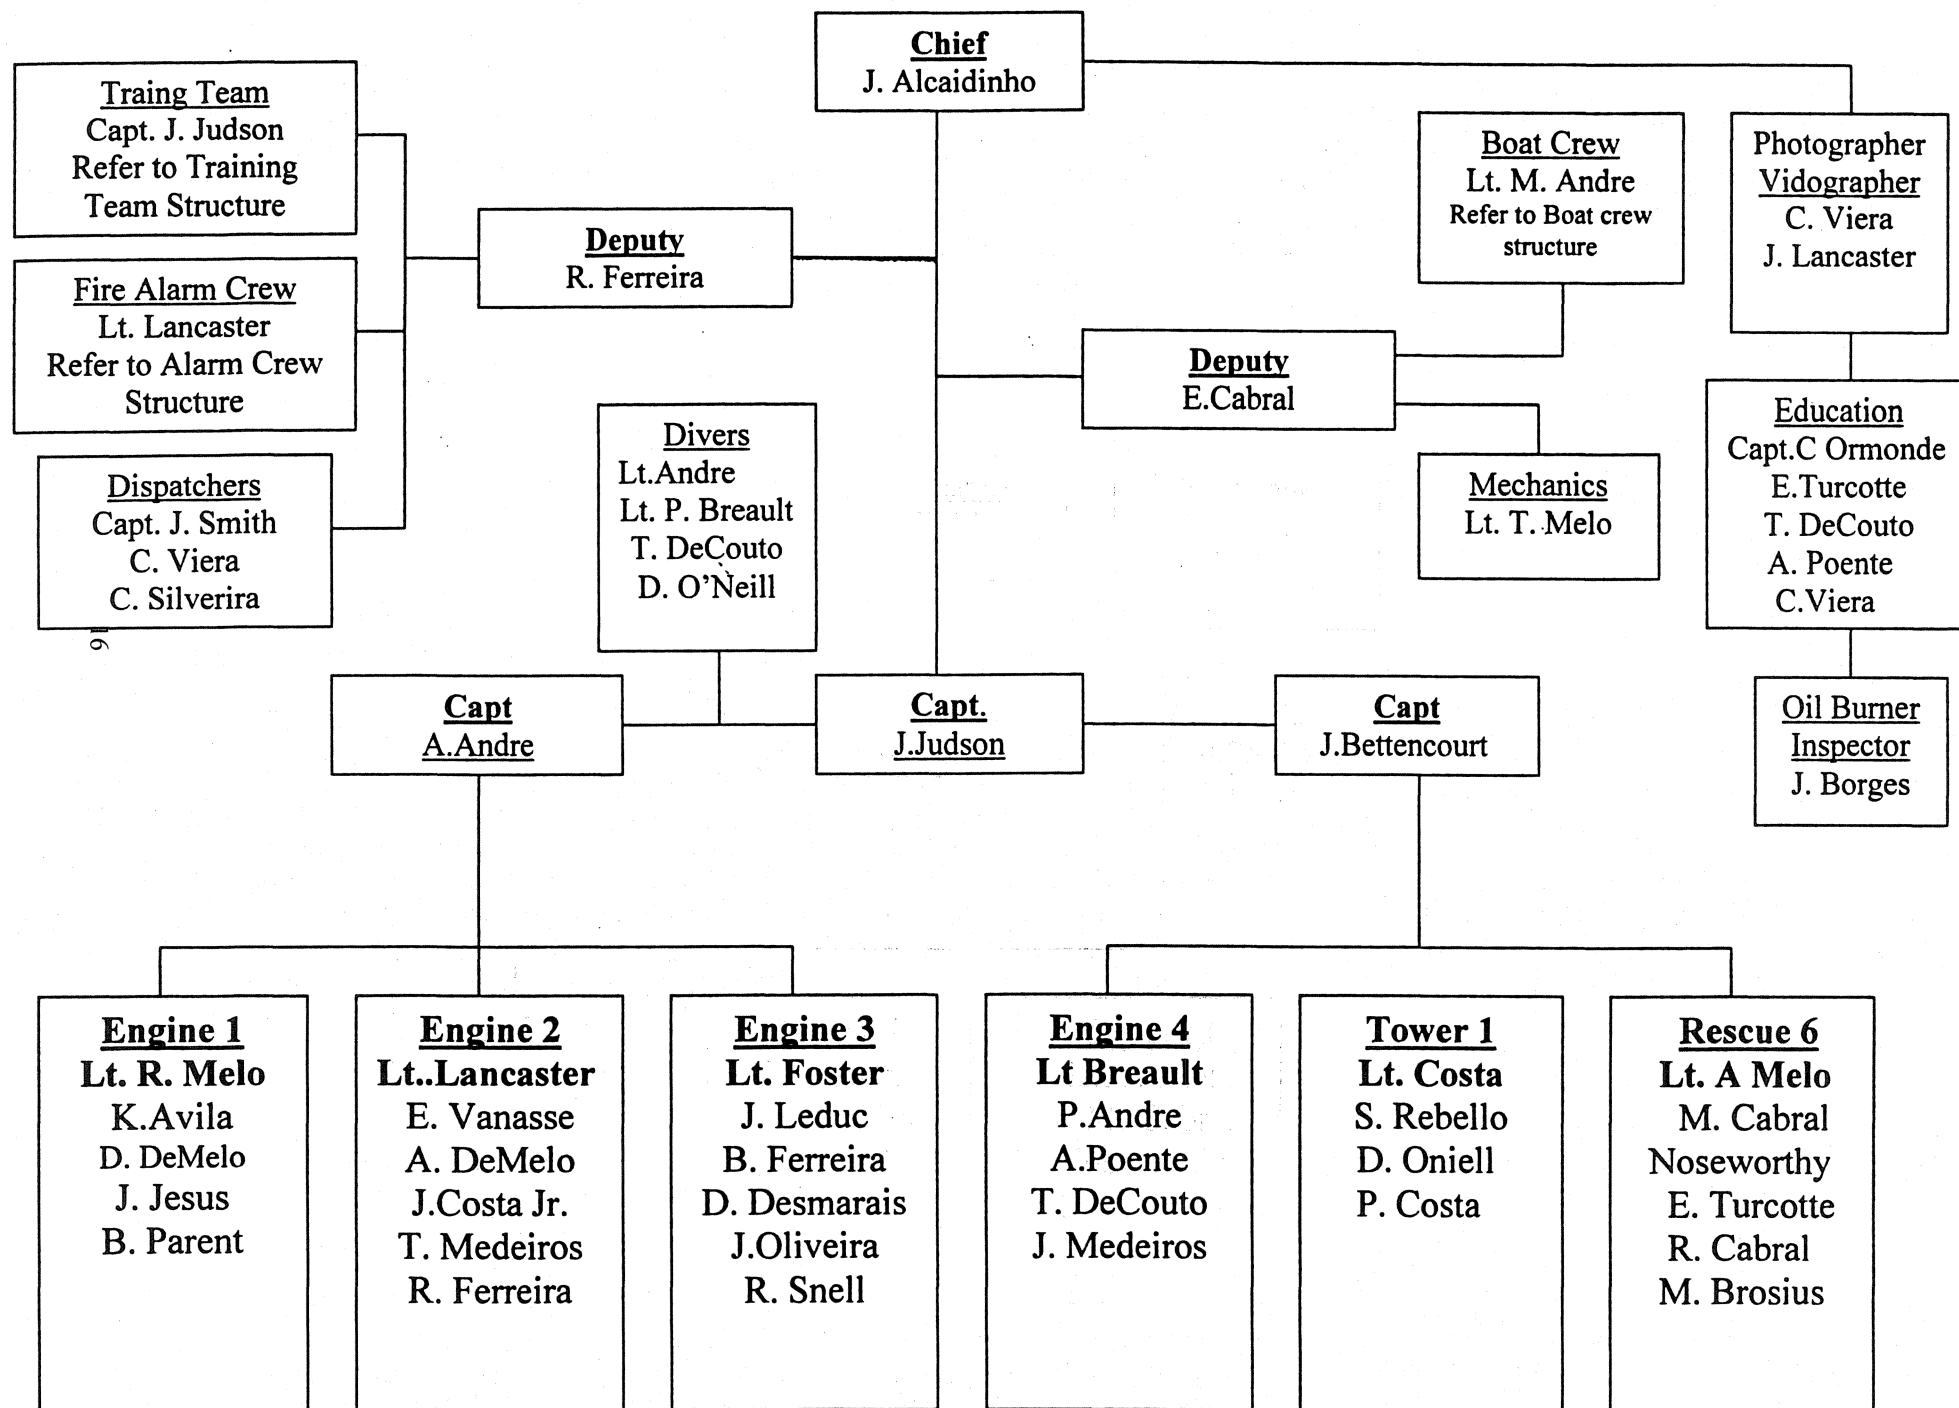 Chief
J. Alcaidinho
Traing Team
Capt. J. Judson
Refer to Training
Team Structure
Boat Crew
Lt. M. Andre
Refer to Boat crew
structure
Photographer
Vidographer
C. Viera
J. Lancaster
Deputy
R. Ferreira
Fire Alarm Crew
Lt. Lancaster
Refer to Alarm Crew
Structure
Deputy
E.Cabral
Divers
Lt.Andre
Lt. P. Breault
T. DeCouto
D. O'Neill
Education
Capt.C Ormonde
E.Turcotte
T. DeCouto
A. Poente
C.Viera
Dispatchers
Capt. J. Smith
C. Viera
C. Silverira
Mechanics
Lt. T. Melo
Capt
A.Andre
Capt.
J.Judson
Capt
J.Bettencourt
Oil Burner
Inspector
J. Borges
Engine 1
Lt. R. Melo
K.Avila
D. DeMelo
J. Jesus
B. Parent
Engine 2
Lt..Lancaster
E. Vanasse
A. DeMelo
J.Costa Jr.
T. Medeiros
R. Ferreira
Engine 3
Lt. Foster
J. Leduc
B. Ferreira
D. Desmarais
J.Oliveira
R. Snell
Engine 4
Lt Breault
P.Andre
A.Poente
T. DeCouto
J. Medeiros
Tower 1
Lt. Costa
S. Rebello
D. Oniell
P. Costa
Rescue 6
Lt. A Melo
M. Cabral
Noseworthy
E. Turcotte
R. Cabral
M. Brosius